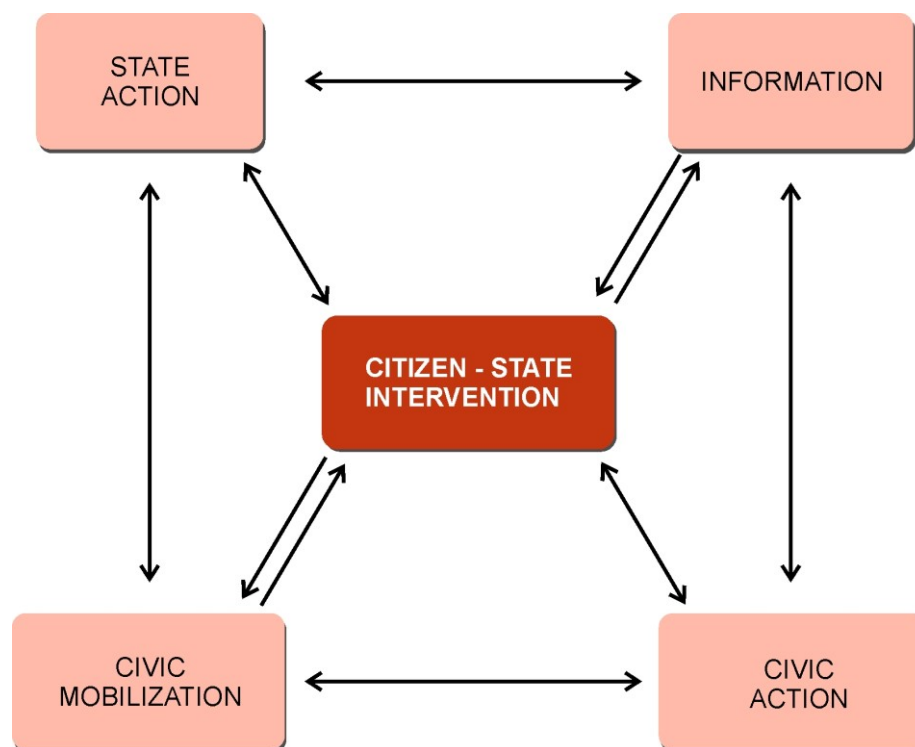 STATE
ACTION
INFORMATION
CITIZEN - STATE
INTERVENTION
CIVIC
MOBILIZATION
CIVIC
ACTION